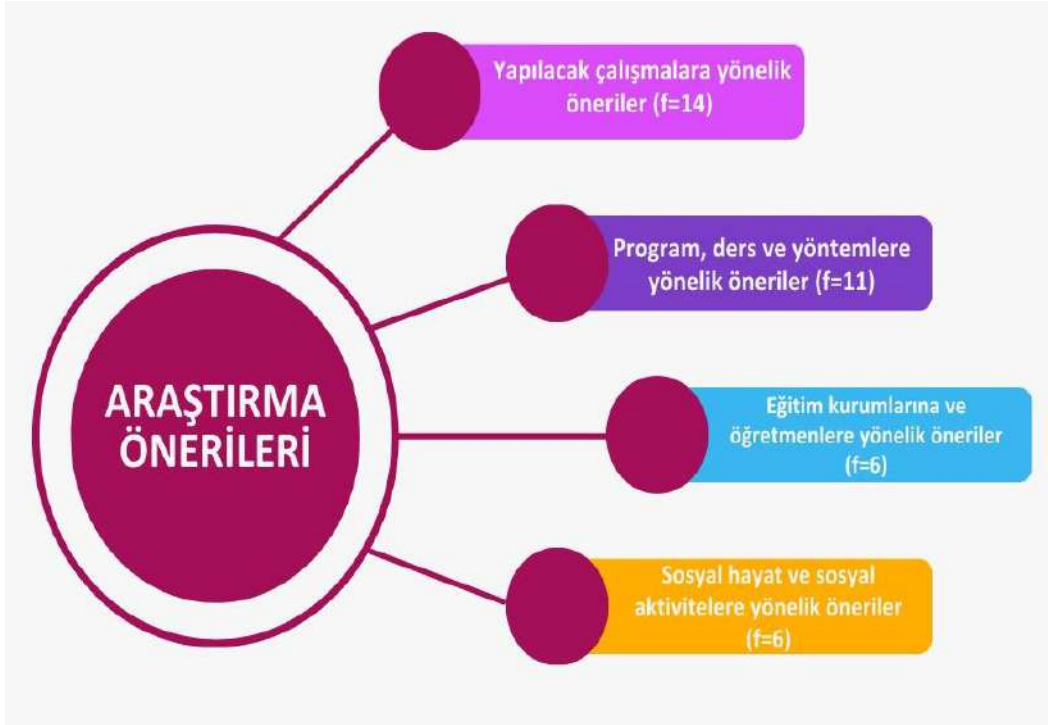 Yapılacak çalışmalara yönelik
öneriler (f=14)
Program, ders ve yöntemlere
yönelik öneriler (f=11)
ARAŞTIRMA
ÖNERİLERİ
Eğitim kurumlarına ve
öğretmenlere yönelik öneriler
(f=6)
Sosyal hayat ve sosyal
aktivitelere yönelik öneriler
(f=6)